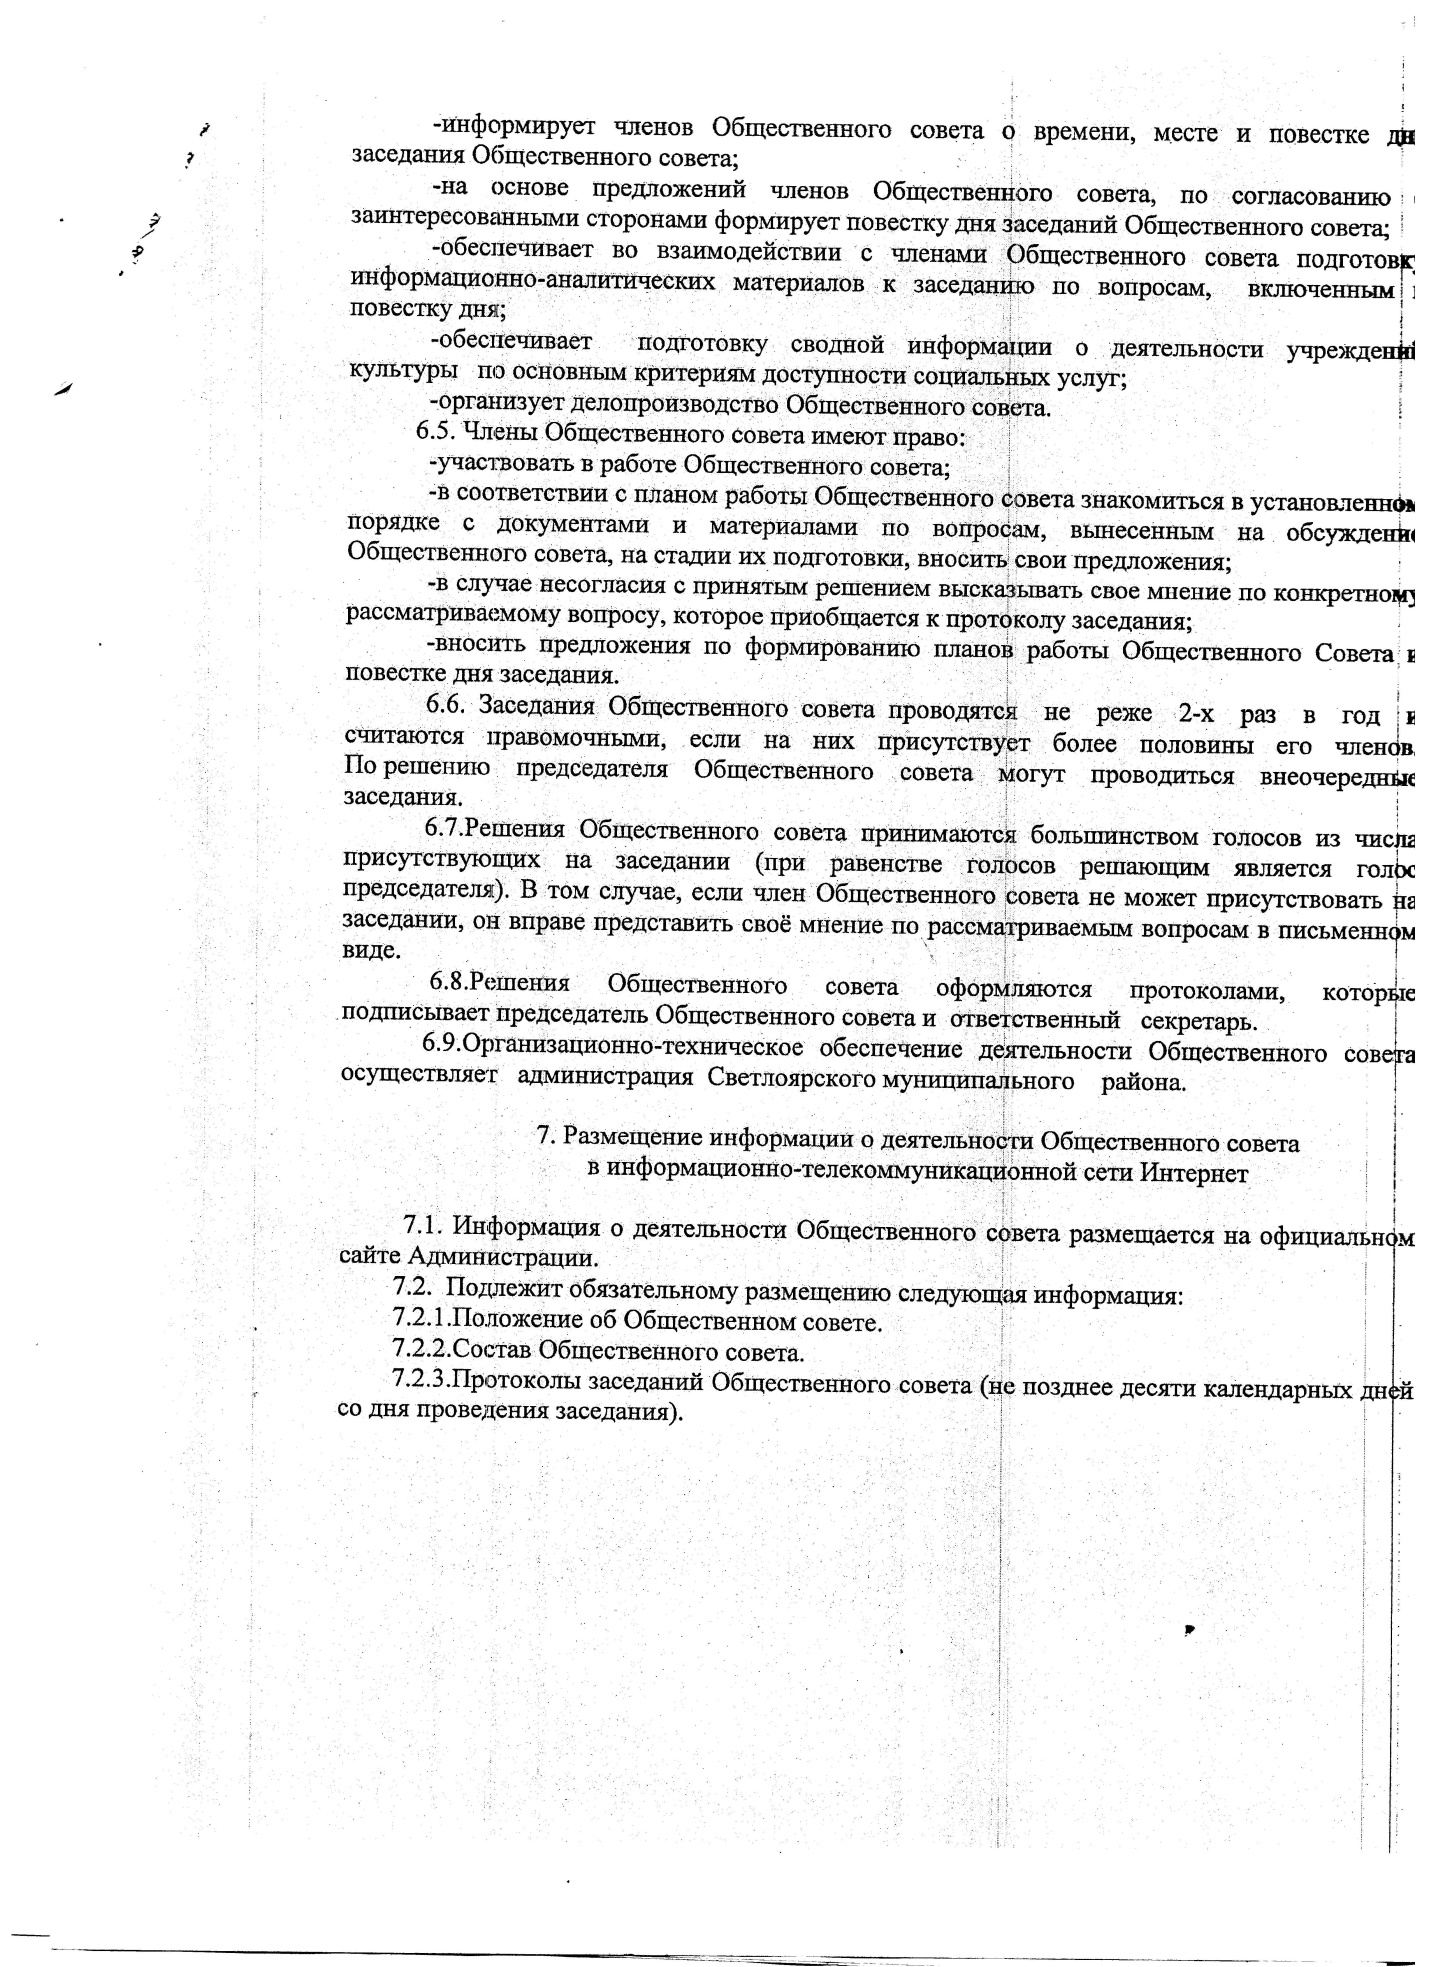 -информирует членов Общественного совета о времени, месте и повестке дн
заседания Общественного совета;
-на основе предложений членов Общественного совета, по согласованию
заинтересованными сторонами формирует повестку дня заседаний Общественного совета;
-обеспечивает во взаимодействии с членами Общественного совета подготовк
информационно-аналитических материалов к заседанию по вопросам, включенным
повестку дня;
-обеспечивает подготовку сводной информации о деятельности учреждени
культуры по основным критериям доступности социальных услуг;
-организует делопроизводство Общественного совета.
6.5. Члены Общественного совета имеют право:
-участвовать в работе Общественного совета;
-в соответствии с планом работы Общественного совета знакомиться в установленном
порядке с документами и материалами по вопросам, вынесенным на обсуждени
Общественного совета, на стадии их подготовки, вносить свои предложения;
-в случае несогласия с принятым решением высказывать свое мнение по конкретному
рассматриваемому вопросу, которое приобщается к протоколу заседания;
-вносить предложения по формированию планов работы Общественного Совета и
повестке дня заседания.
6.6. Заседания Общественного совета проводятся не реже 2-х раз в год и
считаются правомочными, если на них присутствует более половины его членов.
По решению председателя Общественного совета могут проводиться внеочередные
заседания.
6.7.Решения Общественного совета принимаются большинством голосов из числа
присутствующих на заседании (при равенстве голосов решающим является голос
председателя). В том случае, если член Общественного совета не может присутствовать на
заседании, он вправе представить своё мнение по рассматриваемым вопросам в письменном
виде.
6.8.Решения Общественного совета оформляются протоколами, которые
подписывает председатель Общественного совета и ответственный секретарь.
6.9.Организационно-техническое обеспечение деятельности Общественного совета
осуществляет администрация Светлоярского муниципального района.
7. Размещение информации о деятельности Общественного совета
в информационно-телекоммуникационной сети Интернет
7.1. Информация о деятельности Общественного совета размещается на официальном
сайте Администрации.
7.2. Подлежит обязательному размещению следующая информация:
7.2.1.Положение об Общественном совете.
7.2.2.Состав Общественного совета.
7.2.3.Протоколы заседаний Общественного совета (не позднее десяти календарных дней
со дня проведения заседания).